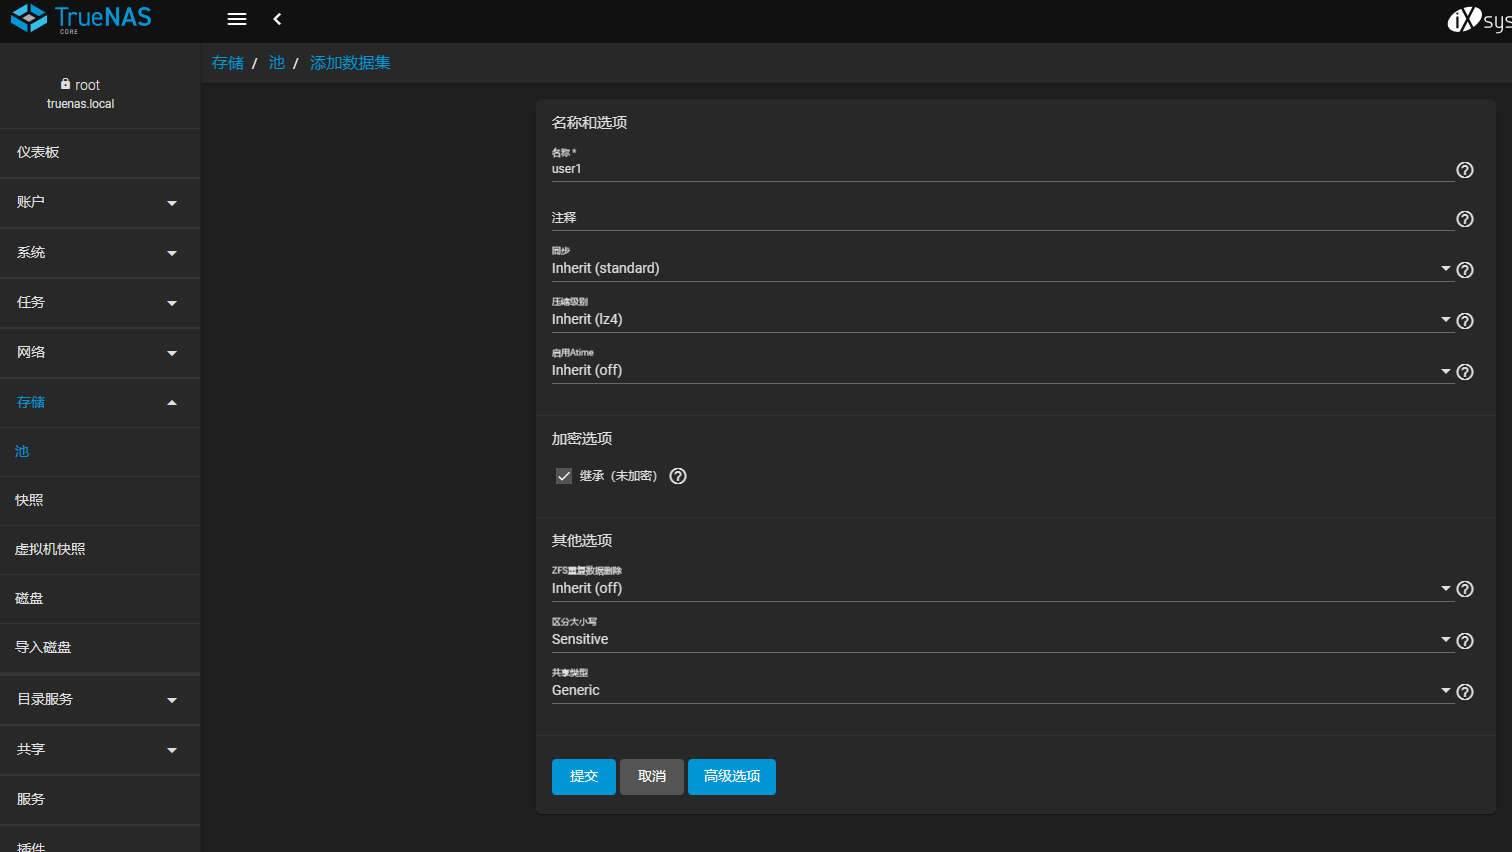 TrueNAS
CORE
iXsys
存储 / 池 / 添加数据集
root
truenas.local
仪表板
账户
系统
任务
网络
存储
池
快照
虚拟机快照
磁盘
导入磁盘
目录服务
共享
服务
插件
名称和选项
名称 *
user1
注释
同步
Inherit (standard)
压缩级别
Inherit (lz4)
启用Atime
Inherit (off)
加密选项
继承（未加密）
其他选项
ZFS重复数据删除
Inherit (off)
区分大小写
Sensitive
共享类型
Generic
提交
取消
高级选项